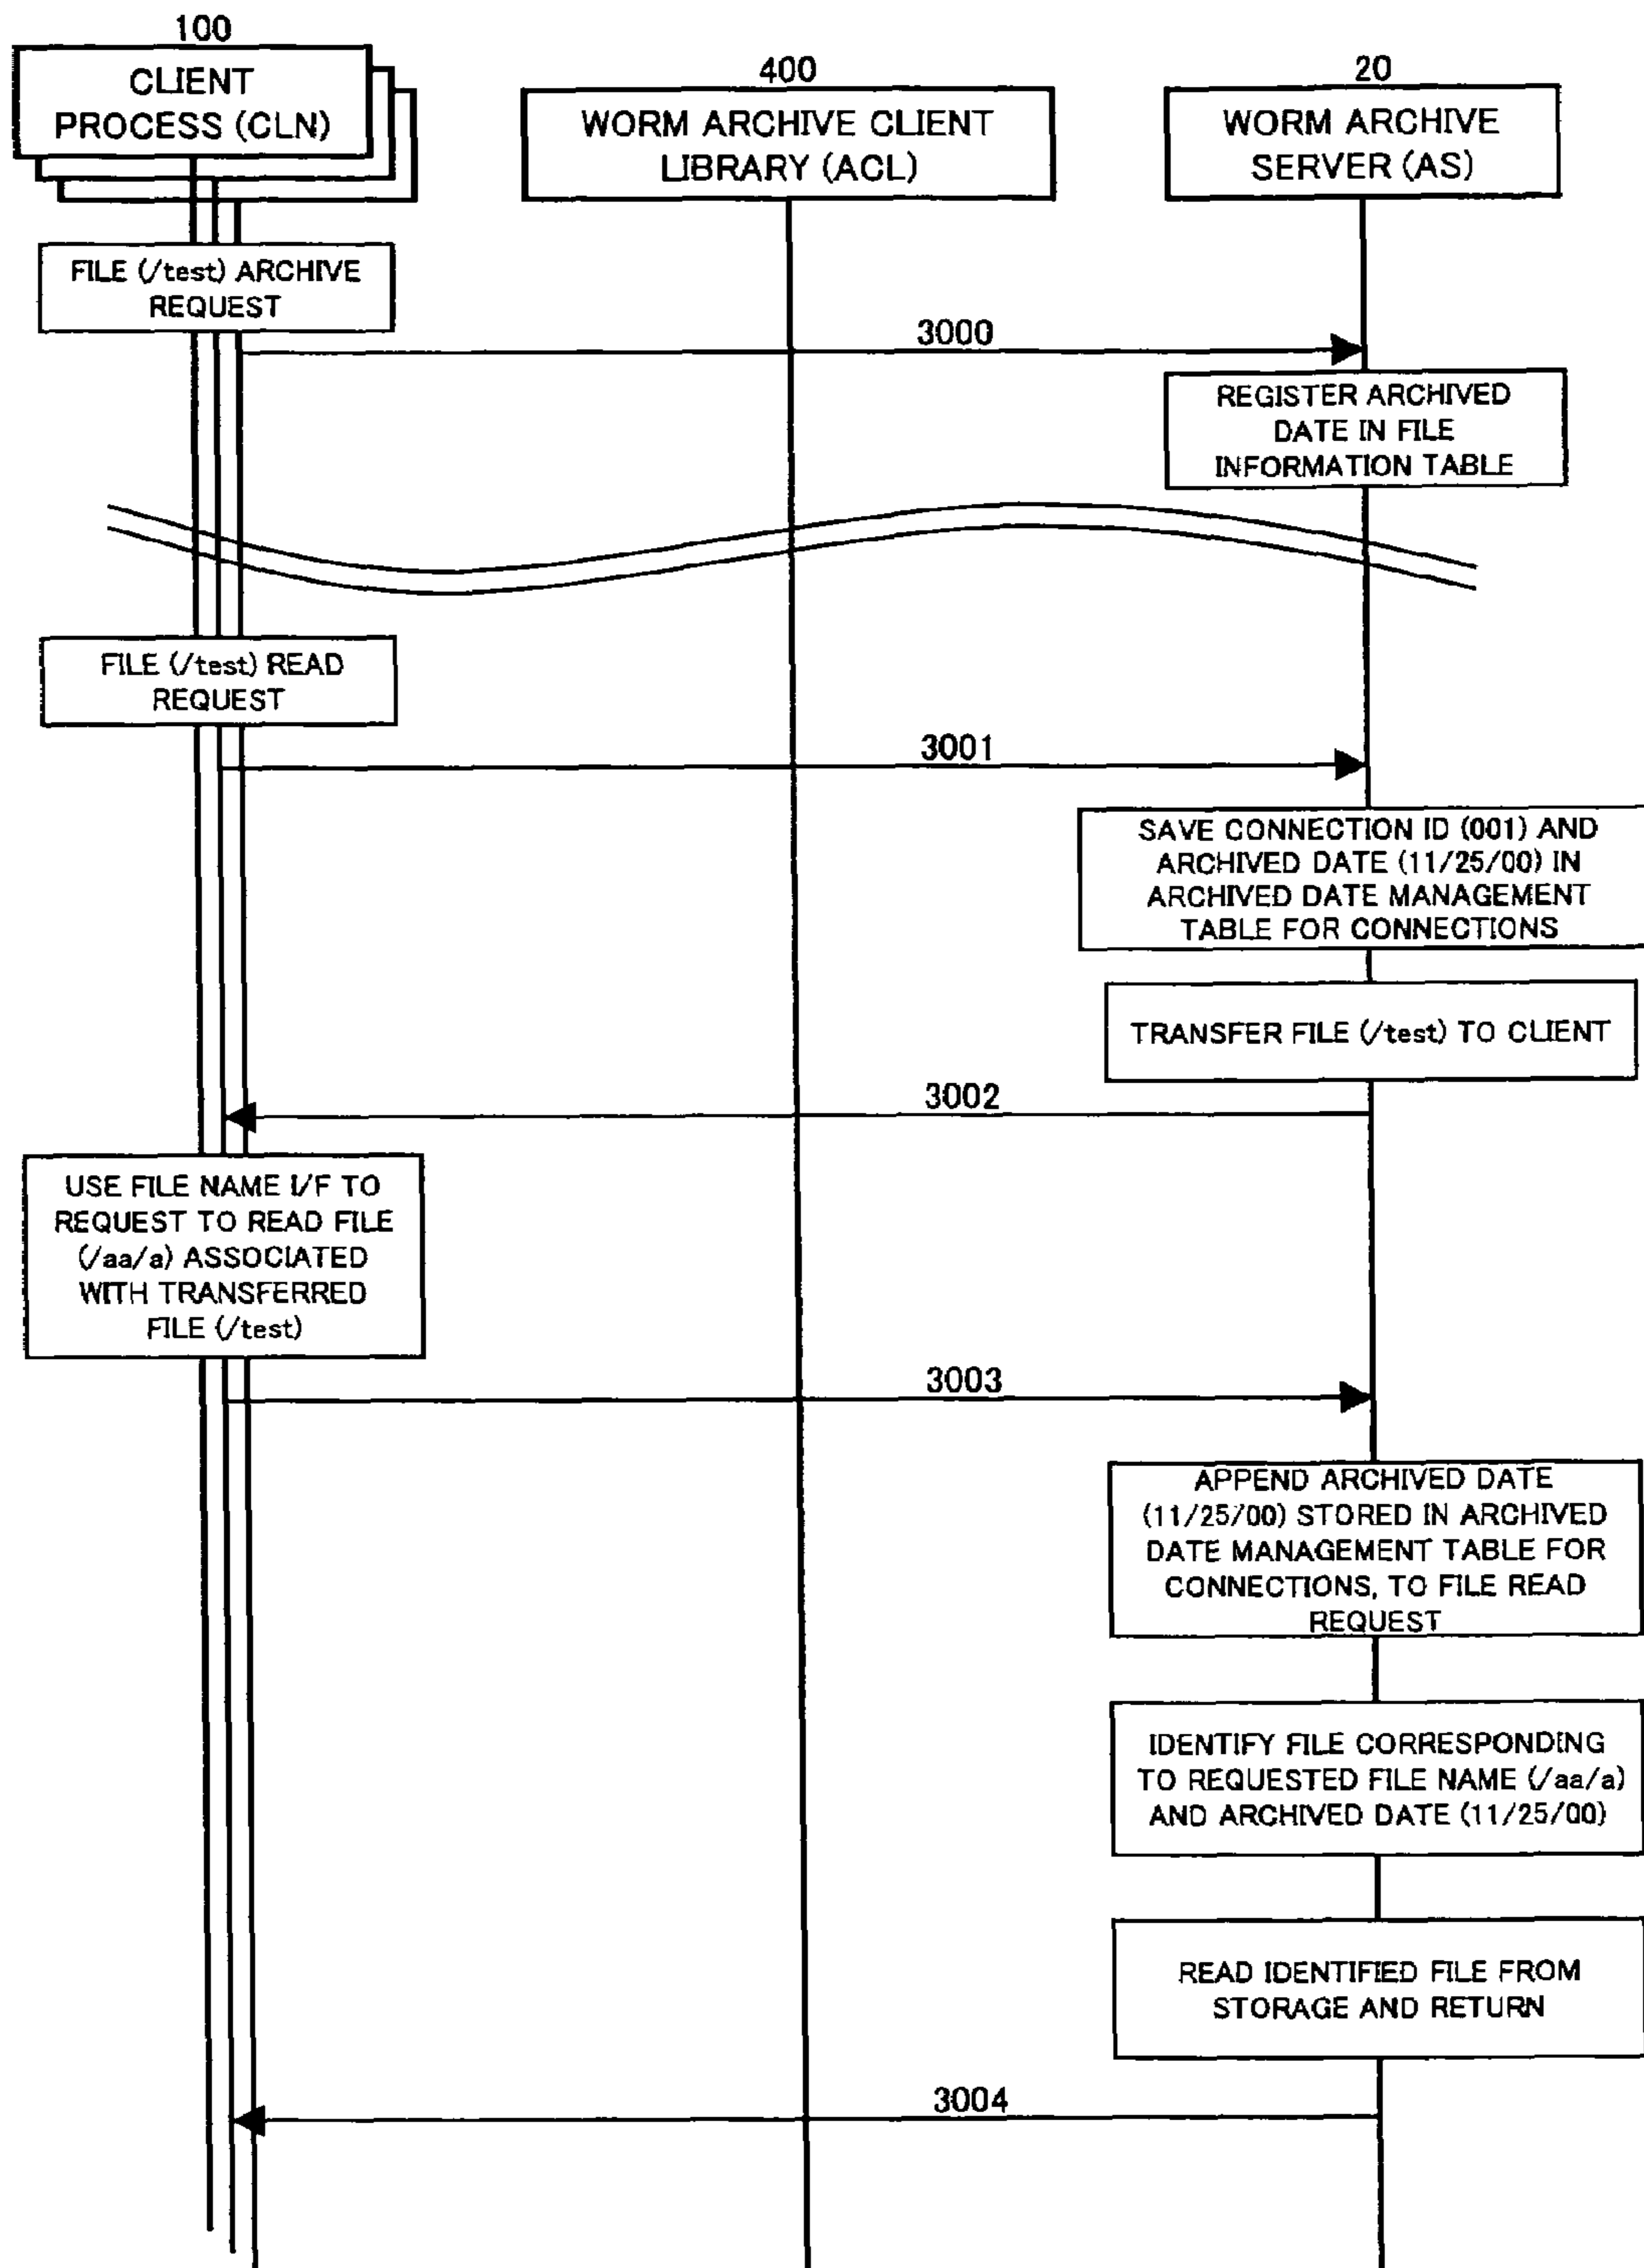 100
CLIENT
PROCESS (CLN)
400
WORM ARCHIVE CLIENT
LIBRARY (ACL)
20
WORM ARCHIVE
SERVER (AS)
FILE (/test) ARCHIVE
REQUEST
3000
REGISTER ARCHIVED
DATE IN FILE
INFORMATION TABLE
FILE (/test) READ
REQUEST
3001
SAVE CONNECTION ID (001) AND
ARCHIVED DATE (11/25/00) IN
ARCHIVED DATE MANAGEMENT
TABLE FOR CONNECTIONS
TRANSFER FILE (/test) TO CLIENT
3002
USE FILE NAME I/F TO
REQUEST TO READ FILE
(/aa/a) ASSOCIATED
WITH TRANSFERRED
FILE (/test)
3003
APPEND ARCHIVED DATE
(11/25/00) STORED IN ARCHIVED
DATE MANAGEMENT TABLE FOR
CONNECTIONS, TO FILE READ
REQUEST
IDENTIFY FILE CORRESPONDING
TO REQUESTED FILE NAME (/aa/a)
AND ARCHIVED DATE (11/25/00)
READ IDENTIFIED FILE FROM
STORAGE AND RETURN
3004